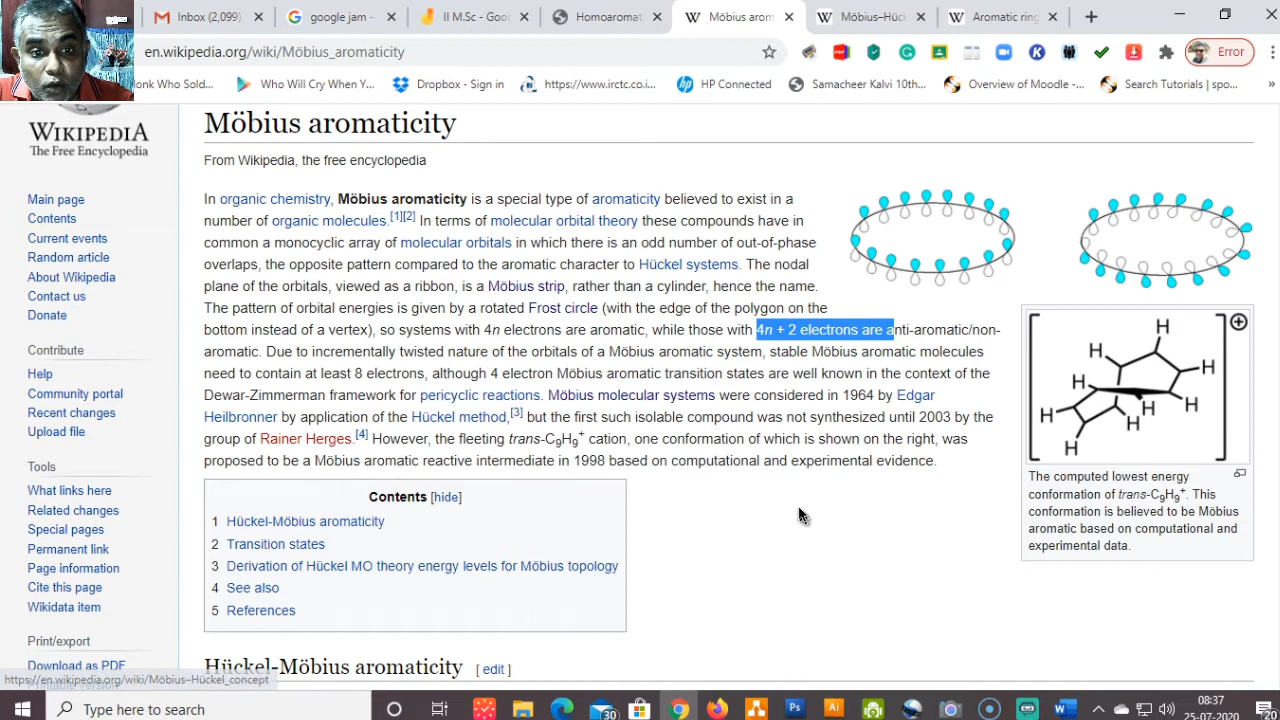 Inbox (2,099)
google jam -
II M.Sc - Goo
Homoaromat
Möbius arom
Möbius–Hück
Aromatic ring
en.wikipedia.org/wiki/Möbius_aromaticity
Error
onk Who Sold...
Who Will Cry When Y...
Dropbox - Sign in
https://www.irctc.co.i...
HP Connected
Samacheer Kalvi 10th...
Overview of Moodle -...
Search Tutorials | spo...
»
WIKIPEDIA
The Free Encyclopedia
Main page
Contents
Current events
Random article
About Wikipedia
Contact us
Donate
Contribute
Help
Community portal
Recent changes
Upload file
Tools
What links here
Related changes
Special pages
Permanent link
Page information
Cite this page
Wikidata item
Print/export
Download as PDF
Möbius aromaticity
From Wikipedia, the free encyclopedia
In organic chemistry, Möbius aromaticity is a special type of aromaticity believed to exist in a
number of organic molecules.[1][2] In terms of molecular orbital theory these compounds have in
common a monocyclic array of molecular orbitals in which there is an odd number of out-of-phase
overlaps, the opposite pattern compared to the aromatic character to Hückel systems. The nodal
plane of the orbitals, viewed as a ribbon, is a Möbius strip, rather than a cylinder, hence the name.
The pattern of orbital energies is given by a rotated Frost circle (with the edge of the polygon on the
bottom instead of a vertex), so systems with 4n electrons are aromatic, while those with 4n + 2 electrons are anti-aromatic/non-
aromatic. Due to incrementally twisted nature of the orbitals of a Möbius aromatic system, stable Möbius aromatic molecules
need to contain at least 8 electrons, although 4 electron Möbius aromatic transition states are well known in the context of the
Dewar-Zimmerman framework for pericyclic reactions. Möbius molecular systems were considered in 1964 by Edgar
Heilbronner by application of the Hückel method,[3] but the first such isolable compound was not synthesized until 2003 by the
group of Rainer Herges.[4] However, the fleeting trans-C9H9+ cation, one conformation of which is shown on the right, was
proposed to be a Möbius aromatic reactive intermediate in 1998 based on computational and experimental evidence.
H
H
H
H
H
H
H
H
H
The computed lowest energy
conformation of trans-C9H9+. This
conformation is believed to be Möbius
aromatic based on computational and
experimental data.
Contents [hide]
1 Hückel-Möbius aromaticity
2 Transition states
3 Derivation of Hückel MO theory energy levels for Möbius topology
4 See also
5 References
Hückel-Möbius aromaticity [ edit ]
https://en.wikipedia.org/wiki/Möbius–Hückel_concept
Type here to search
30
Ps
Ai
W
08:37
25-07-2020
20